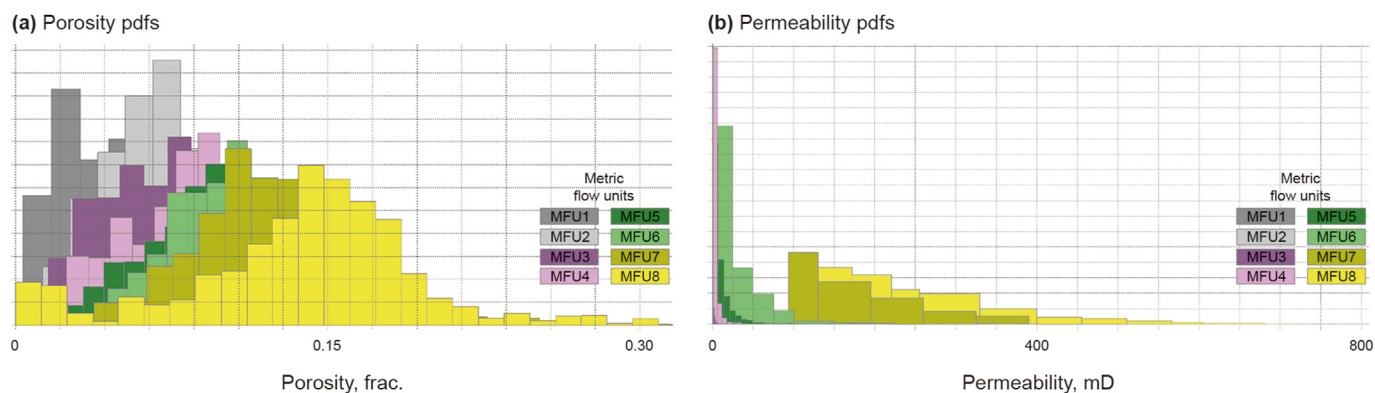 (a) Porosity pdfs
Metric
flow units
MFU1 MFU5
MFU2 MFU6
MFU3 MFU7
MFU4 MFU8
0 0.15 0.30
Porosity, frac.
(b) Permeability pdfs
Metric
flow units
MFU1 MFU5
MFU2 MFU6
MFU3 MFU7
MFU4 MFU8
0 400 800
Permeability, mD